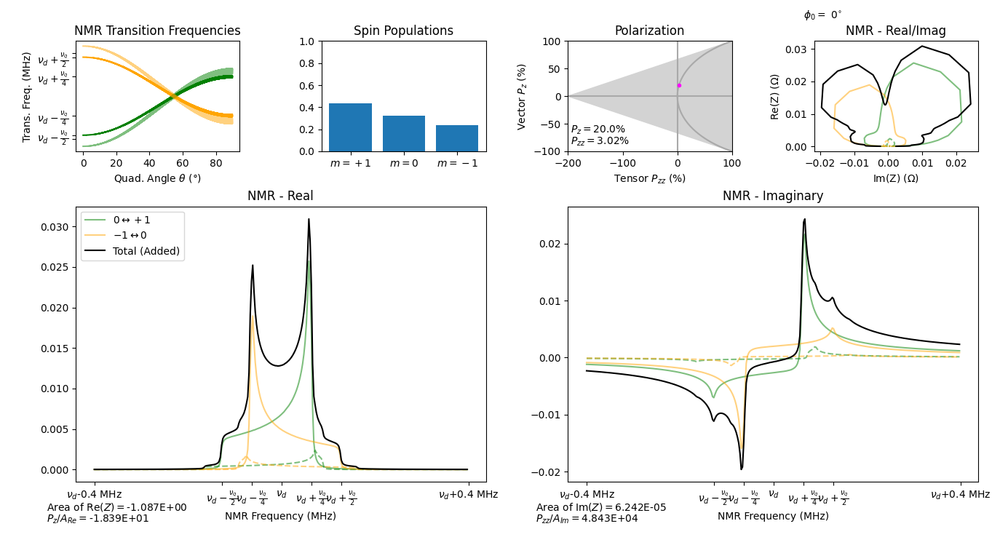 ϕ₀ = 0°
NMR Transition Frequencies
Trans. Freq. (MHz)
ν_d + ν_q/2
ν_d + ν_q/4
ν_d − ν_q/4
ν_d − ν_q/2
0 20 40 60 80
Quad. Angle θ (°)
Spin Populations
1.0
0.8
0.6
0.4
0.2
0.0
m = +1 m = 0 m = −1
Polarization
Vector P_z (%)
100
50
0
−50
−100
P_z = 20.0%
P_zz = 3.02%
−200 −100 0 100
Tensor P_zz (%)
NMR - Real/Imag
Re(Z) (Ω)
0.03
0.02
0.01
0.00
−0.02 −0.01 0.00 0.01 0.02
Im(Z) (Ω)
NMR - Real
0 ↔ +1
−1 ↔ 0
Total (Added)
0.030
0.025
0.020
0.015
0.010
0.005
0.000
ν_d-0.4 MHz ν_d − ν_q/2 ν_d − ν_q/4 ν_d ν_d + ν_q/4 ν_d + ν_q/2 ν_d+0.4 MHz
Area of Re(Z) = -1.087E+00
P_z/A_Re = -1.839E+01
NMR Frequency (MHz)
NMR - Imaginary
0.02
0.01
0.00
−0.01
−0.02
ν_d-0.4 MHz ν_d − ν_q/2 ν_d − ν_q/4 ν_d ν_d + ν_q/4 ν_d + ν_q/2 ν_d+0.4 MHz
Area of Im(Z) = 6.242E-05
P_zz/A_Im = 4.843E+04
NMR Frequency (MHz)